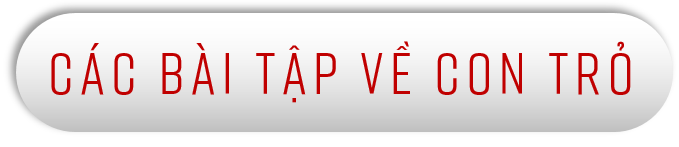 CÁC BÀI TẬP VỀ CON TRỎ